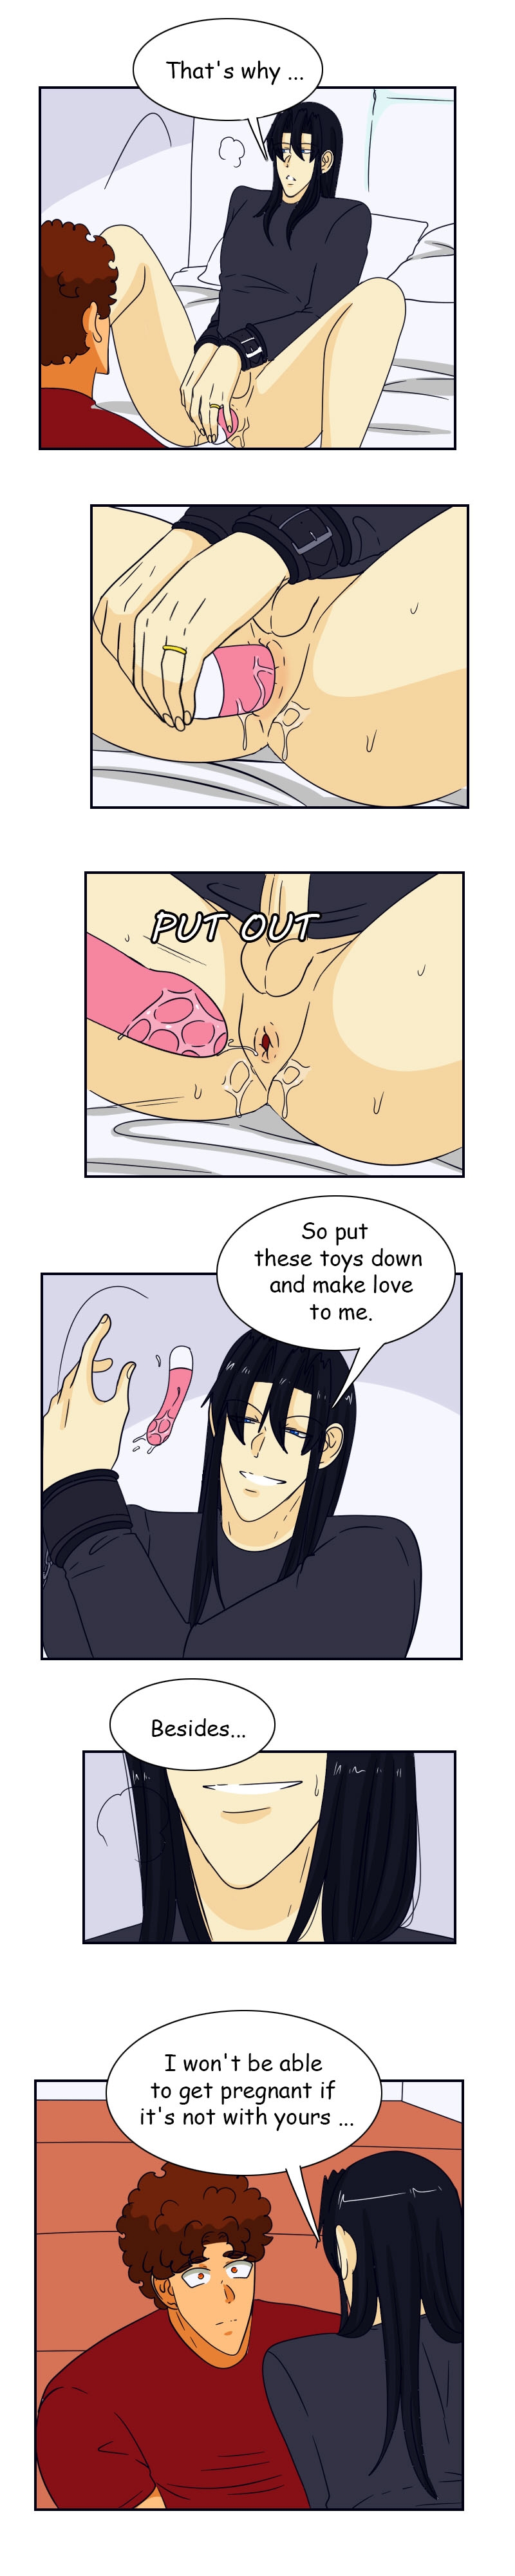 That's why ...
PUT OUT
So put
these toys down
and make love
to me.
Besides...
I won't be able
to get pregnant if
it's not with yours ...